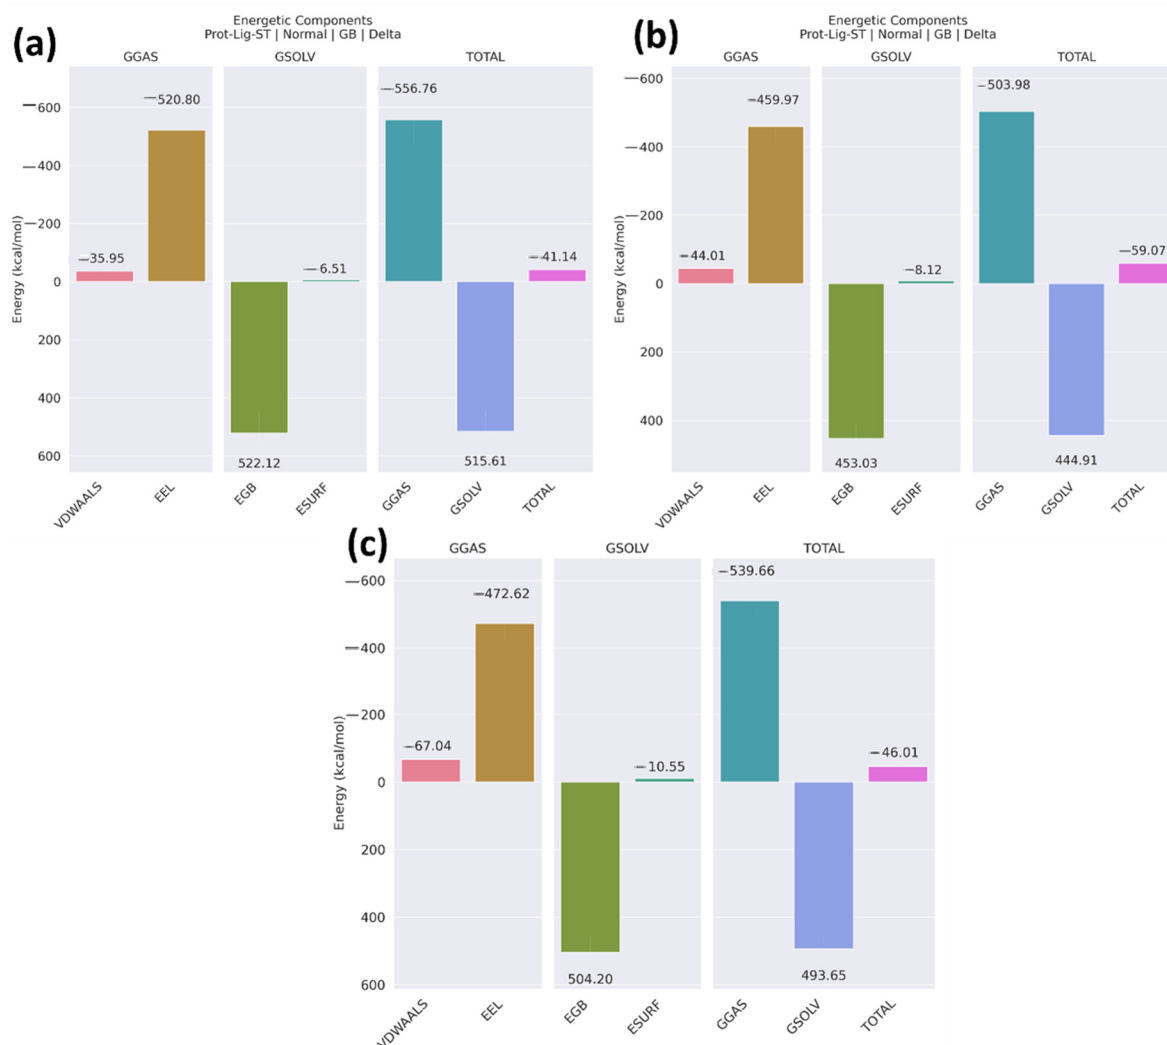 (a)
Energetic Components
Prot-Lig-ST | Normal | GB | Delta
GGAS GSOLV TOTAL
Energy (kcal/mol)
—600
—400
—200
0
200
400
600
—35.95
—520.80
522.12
—6.51
—556.76
515.61
—41.14
VDWAALS
EEL
EGB
ESURF
GGAS
GSOLV
TOTAL
(b)
Energetic Components
Prot-Lig-ST | Normal | GB | Delta
GGAS GSOLV TOTAL
Energy (kcal/mol)
—600
—400
—200
0
200
400
—44.01
—459.97
453.03
—8.12
—503.98
444.91
—59.07
VDWAALS
EEL
EGB
ESURF
GGAS
GSOLV
TOTAL
(c)
GGAS GSOLV TOTAL
Energy (kcal/mol)
—600
—400
—200
0
200
400
600
—67.04
—472.62
504.20
—10.55
—539.66
493.65
—46.01
VDWAALS
EEL
EGB
ESURF
GGAS
GSOLV
TOTAL